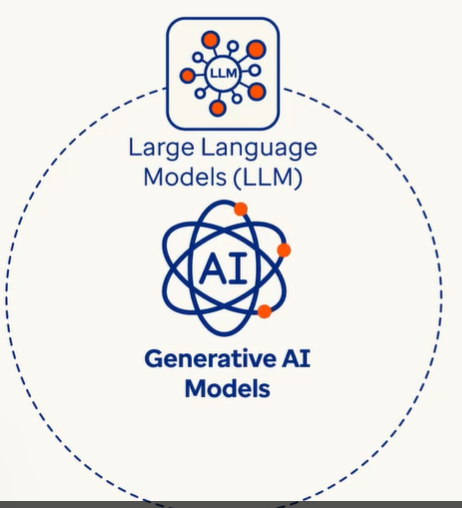 LLM
Large Language
Models (LLM)
AI
Generative AI
Models